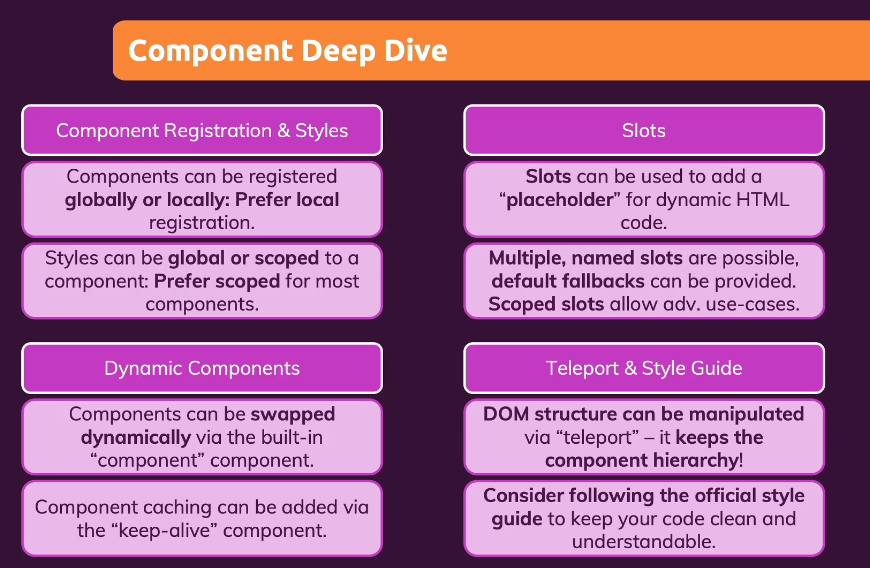 Component Deep Dive
Component Registration & Styles
Components can be registered
globally or locally: Prefer local
registration.
Styles can be global or scoped to a
component: Prefer scoped for most
components.
Slots
Slots can be used to add a
“placeholder” for dynamic HTML
code.
Multiple, named slots are possible,
default fallbacks can be provided.
Scoped slots allow adv. use-cases.
Dynamic Components
Components can be swapped
dynamically via the built-in
“component” component.
Component caching can be added via
the “keep-alive” component.
Teleport & Style Guide
DOM structure can be manipulated
via “teleport” – it keeps the
component hierarchy!
Consider following the official style
guide to keep your code clean and
understandable.